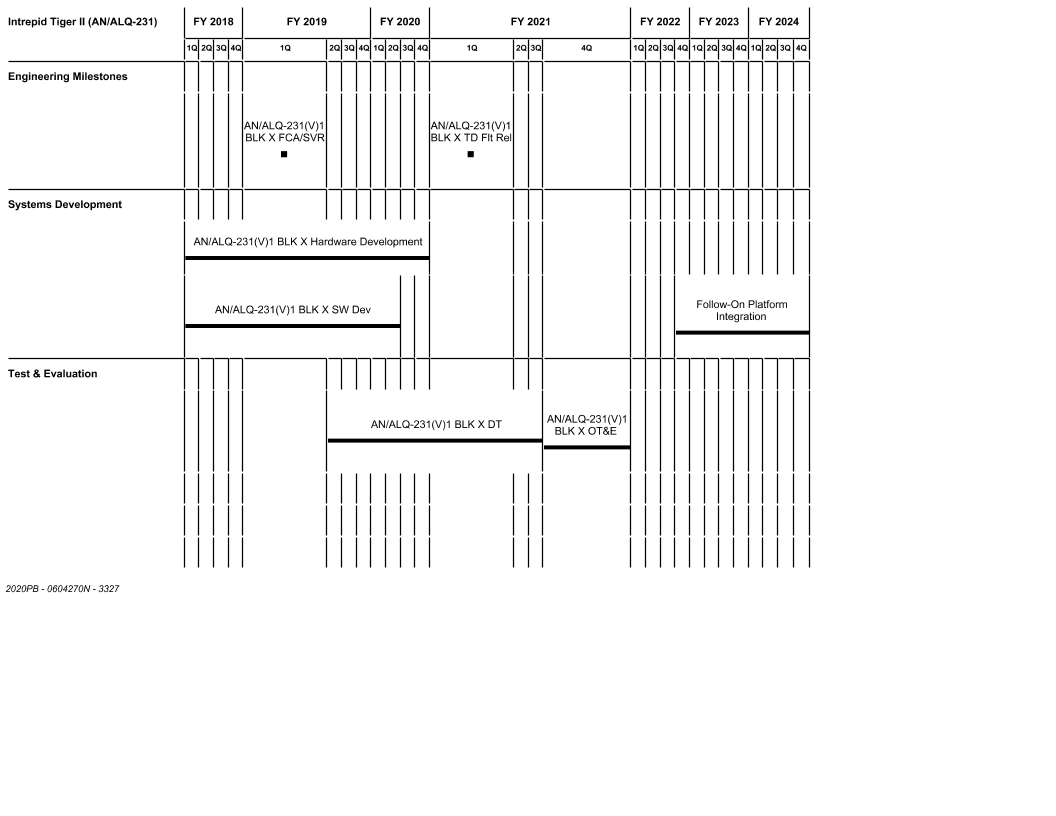 Intrepid Tiger II (AN/ALQ-231) FY 2018 FY 2019 FY 2020 FY 2021 FY 2022 FY 2023 FY 2024
1Q 2Q 3Q 4Q 1Q 2Q 3Q 4Q 1Q 2Q 3Q 4Q 1Q 2Q 3Q 4Q 1Q 2Q 3Q 4Q 1Q 2Q 3Q 4Q 1Q 2Q 3Q 4Q
Engineering Milestones
AN/ALQ-231(V)1
BLK X FCA/SVR
AN/ALQ-231(V)1
BLK X TD Flt Rel
Systems Development
AN/ALQ-231(V)1 BLK X Hardware Development
AN/ALQ-231(V)1 BLK X SW Dev
Follow-On Platform
Integration
Test & Evaluation
AN/ALQ-231(V)1 BLK X DT
AN/ALQ-231(V)1
BLK X OT&E
2020PB - 0604270N - 3327